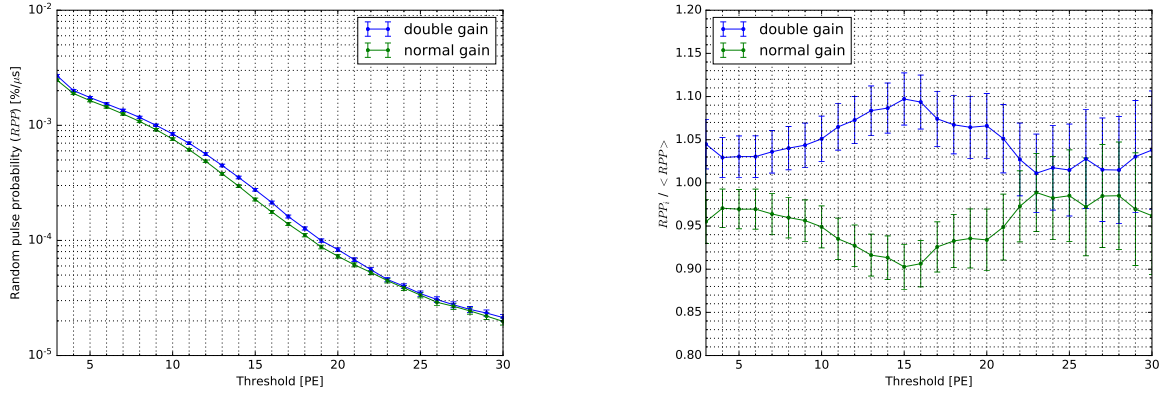 10^-2
10^-3
10^-4
10^-5
Random pulse probability (RPP) [%/μs]
double gain
normal gain
5 10 15 20 25 30
Threshold [PE]
1.20
1.15
1.10
1.05
1.00
0.95
0.90
0.85
0.80
RPP_i / <RPP>
double gain
normal gain
5 10 15 20 25 30
Threshold [PE]